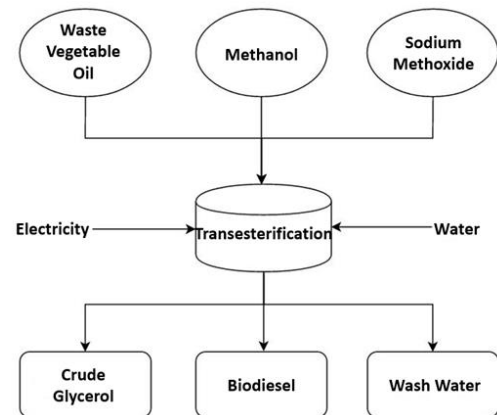 Waste
Vegetable
Oil
Methanol
Sodium
Methoxide
Electricity
Transesterification
Water
Crude
Glycerol
Biodiesel
Wash Water